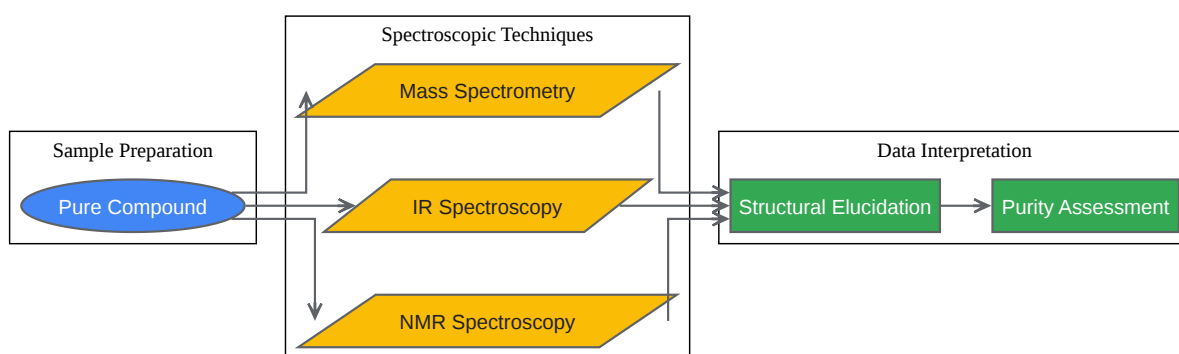 Sample Preparation
Pure Compound
Spectroscopic Techniques
Mass Spectrometry
IR Spectroscopy
NMR Spectroscopy
Data Interpretation
Structural Elucidation
Purity Assessment